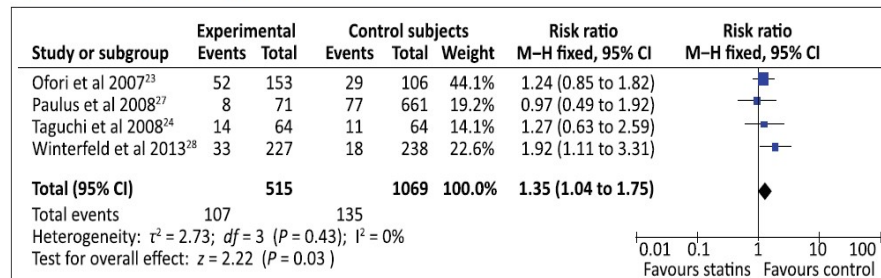 Experimental Control subjects Risk ratio Risk ratio
Study or subgroup Events Total Events Total Weight M–H fixed, 95% CI M–H fixed, 95% CI
Ofori et al 2007²³ 52 153 29 106 44.1% 1.24 (0.85 to 1.82)
Paulus et al 2008²⁷ 8 71 77 661 19.2% 0.97 (0.49 to 1.92)
Taguchi et al 2008²⁴ 14 64 11 64 14.1% 1.27 (0.63 to 2.59)
Winterfeld et al 2013²⁸ 33 227 18 238 22.6% 1.92 (1.11 to 3.31)
Total (95% CI) 515 1069 100.0% 1.35 (1.04 to 1.75)
Total events 107 135
Heterogeneity: τ² = 2.73; df = 3 (P = 0.43); I² = 0%
Test for overall effect: z = 2.22 (P = 0.03 )
0.01 0.1 1 10 100
Favours statins Favours control